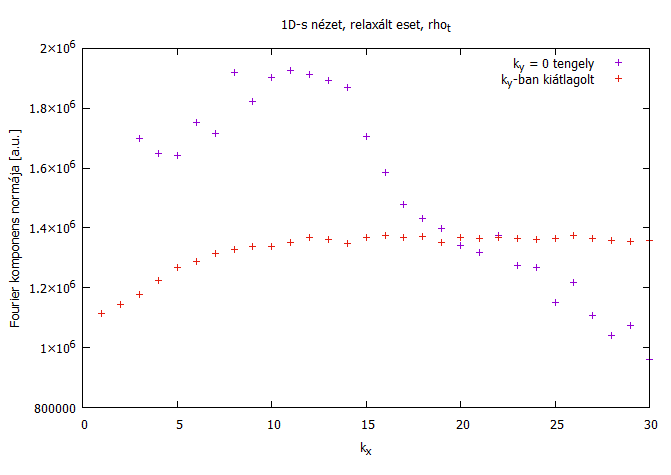 1D-s nézet, relaxált eset, rho_t
k_y = 0 tengely
k_y-ban kiátlagolt
Fourier komponens normája [a.u.]
2×10^6
1.8×10^6
1.6×10^6
1.4×10^6
1.2×10^6
1×10^6
800000
0 5 10 15 20 25 30
k_x